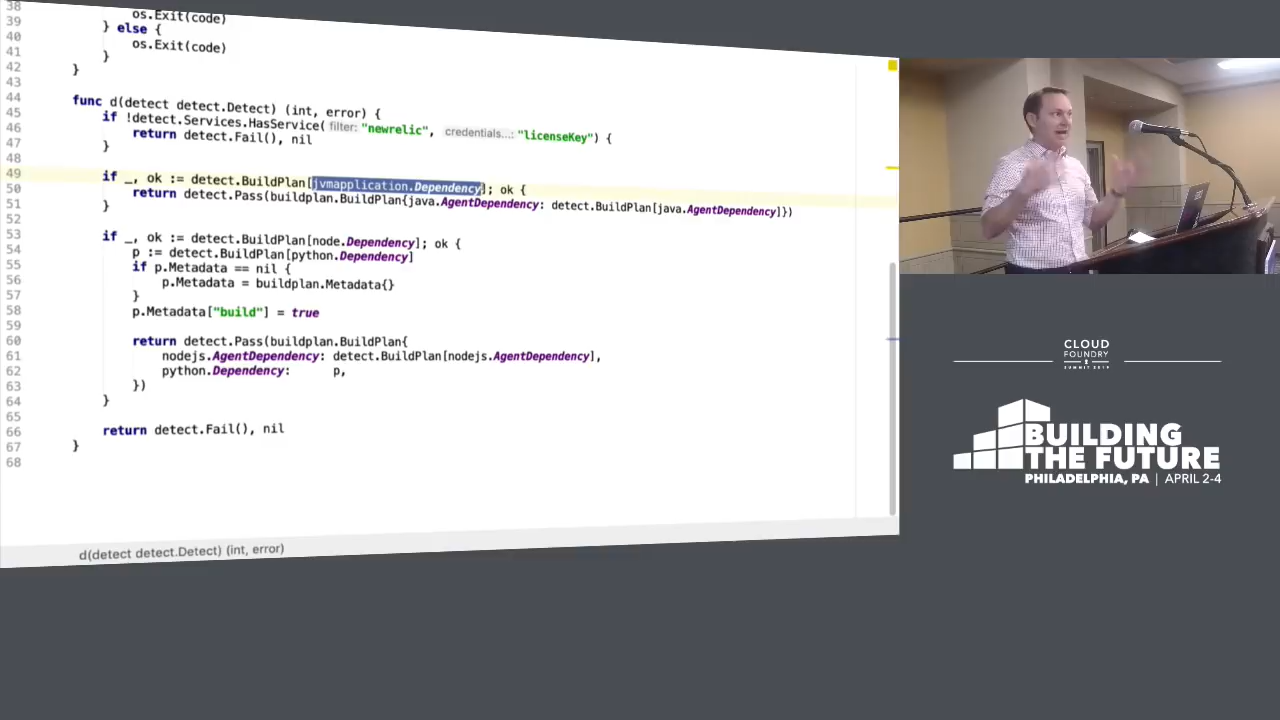 38
39 os.Exit(code)
40 } else {
41 os.Exit(code)
42 }
43 }
44
45 func d(detect detect.Detect) (int, error) {
46 if !detect.Services.HasService( filter: "newrelic", credentials...: "licenseKey") {
47 return detect.Fail(), nil
48 }
49
50 if _, ok := detect.BuildPlan[jvmapplication.Dependency]; ok {
51 return detect.Pass(buildplan.BuildPlan{java.AgentDependency: detect.BuildPlan[java.AgentDependency]})
52 }
53
54 if _, ok := detect.BuildPlan[node.Dependency]; ok {
55 p := detect.BuildPlan[python.Dependency]
56 if p.Metadata == nil {
57 p.Metadata = buildplan.Metadata{}
58 }
59 p.Metadata["build"] = true
60
61 return detect.Pass(buildplan.BuildPlan{
62 nodejs.AgentDependency: detect.BuildPlan[nodejs.AgentDependency],
63 python.Dependency: p,
64 })
65 }
66
67 return detect.Fail(), nil
68 }
d(detect detect.Detect) (int, error)
CLOUD
FOUNDRY
SUMMIT 2019
BUILDING
THE FUTURE
PHILADELPHIA, PA | APRIL 2-4